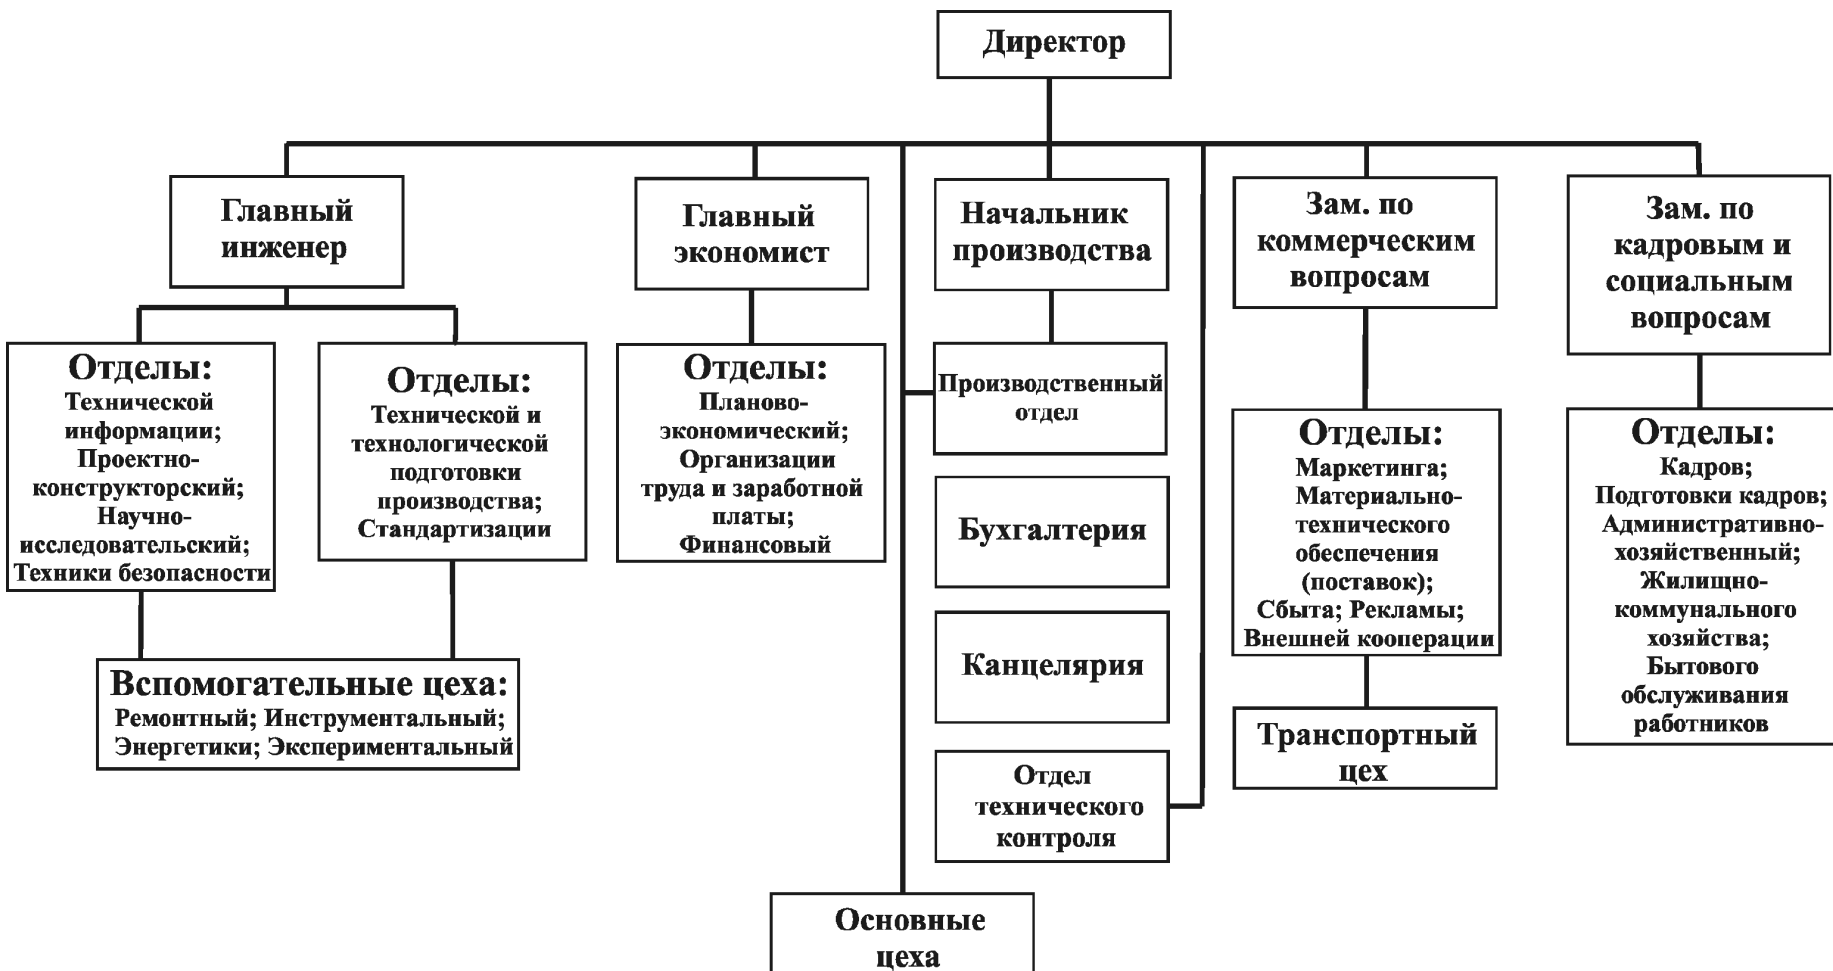 Директор
Главный
инженер
Главный
экономист
Начальник
производства
Зам. по
коммерческим
вопросам
Зам. по
кадровым и
социальным
вопросам
Отделы:
Технической
информации;
Проектно-
конструкторский;
Научно-
исследовательский;
Техники безопасности
Отделы:
Технической и
технологической
подготовки
производства;
Стандартизации
Вспомогательные цеха:
Ремонтный; Инструментальный;
Энергетики; Экспериментальный
Отделы:
Планово-
экономический;
Организации
труда и заработной
платы;
Финансовый
Производственный
отдел
Бухгалтерия
Канцелярия
Отдел
технического
контроля
Основные
цеха
Отделы:
Маркетинга;
Материально-
технического
обеспечения
(поставок);
Сбыта; Рекламы;
Внешней кооперации
Транспортный
цех
Отделы:
Кадров;
Подготовки кадров;
Административно-
хозяйственный;
Жилищно-
коммунального
хозяйства;
Бытового
обслуживания
работников